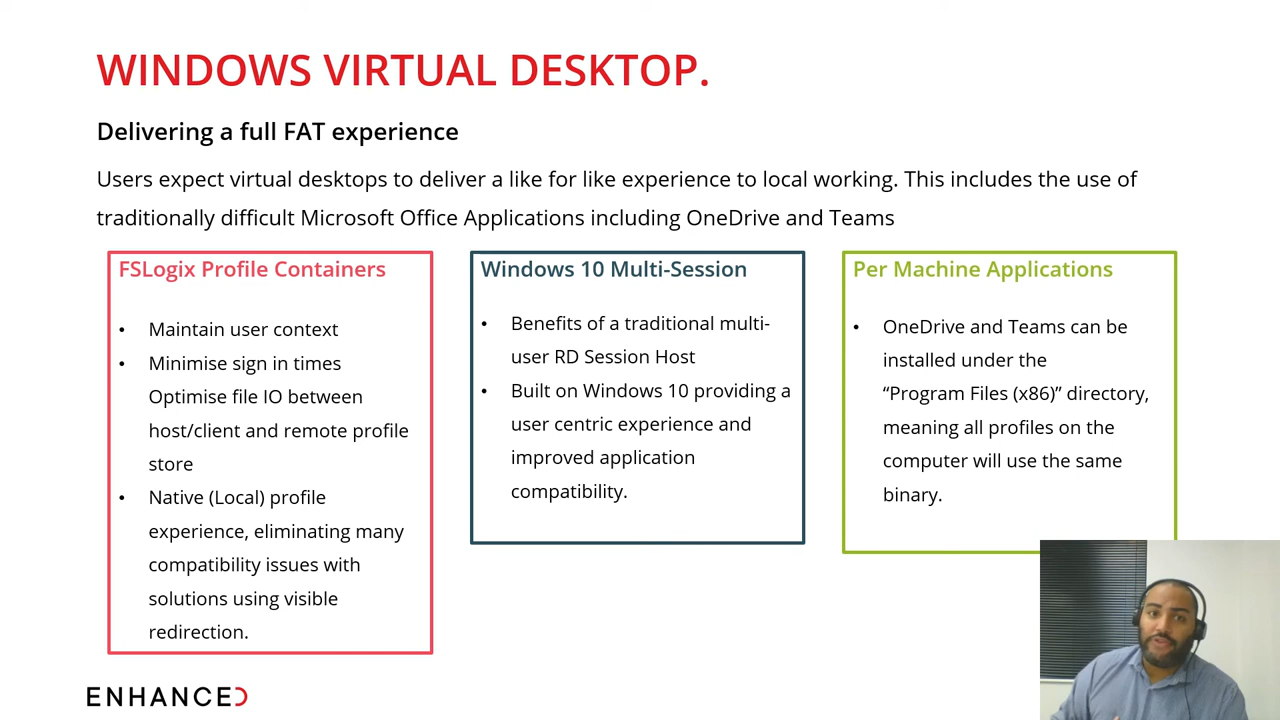 WINDOWS VIRTUAL DESKTOP.
Delivering a full FAT experience
Users expect virtual desktops to deliver a like for like experience to local working. This includes the use of
traditionally difficult Microsoft Office Applications including OneDrive and Teams
FSLogix Profile Containers
• Maintain user context
• Minimise sign in times
Optimise file IO between
host/client and remote profile
store
• Native (Local) profile
experience, eliminating many
compatibility issues with
solutions using visible
redirection.
Windows 10 Multi-Session
• Benefits of a traditional multi-
user RD Session Host
• Built on Windows 10 providing a
user centric experience and
improved application
compatibility.
Per Machine Applications
• OneDrive and Teams can be
installed under the
“Program Files (x86)” directory,
meaning all profiles on the
computer will use the same
binary.
ENHANCED